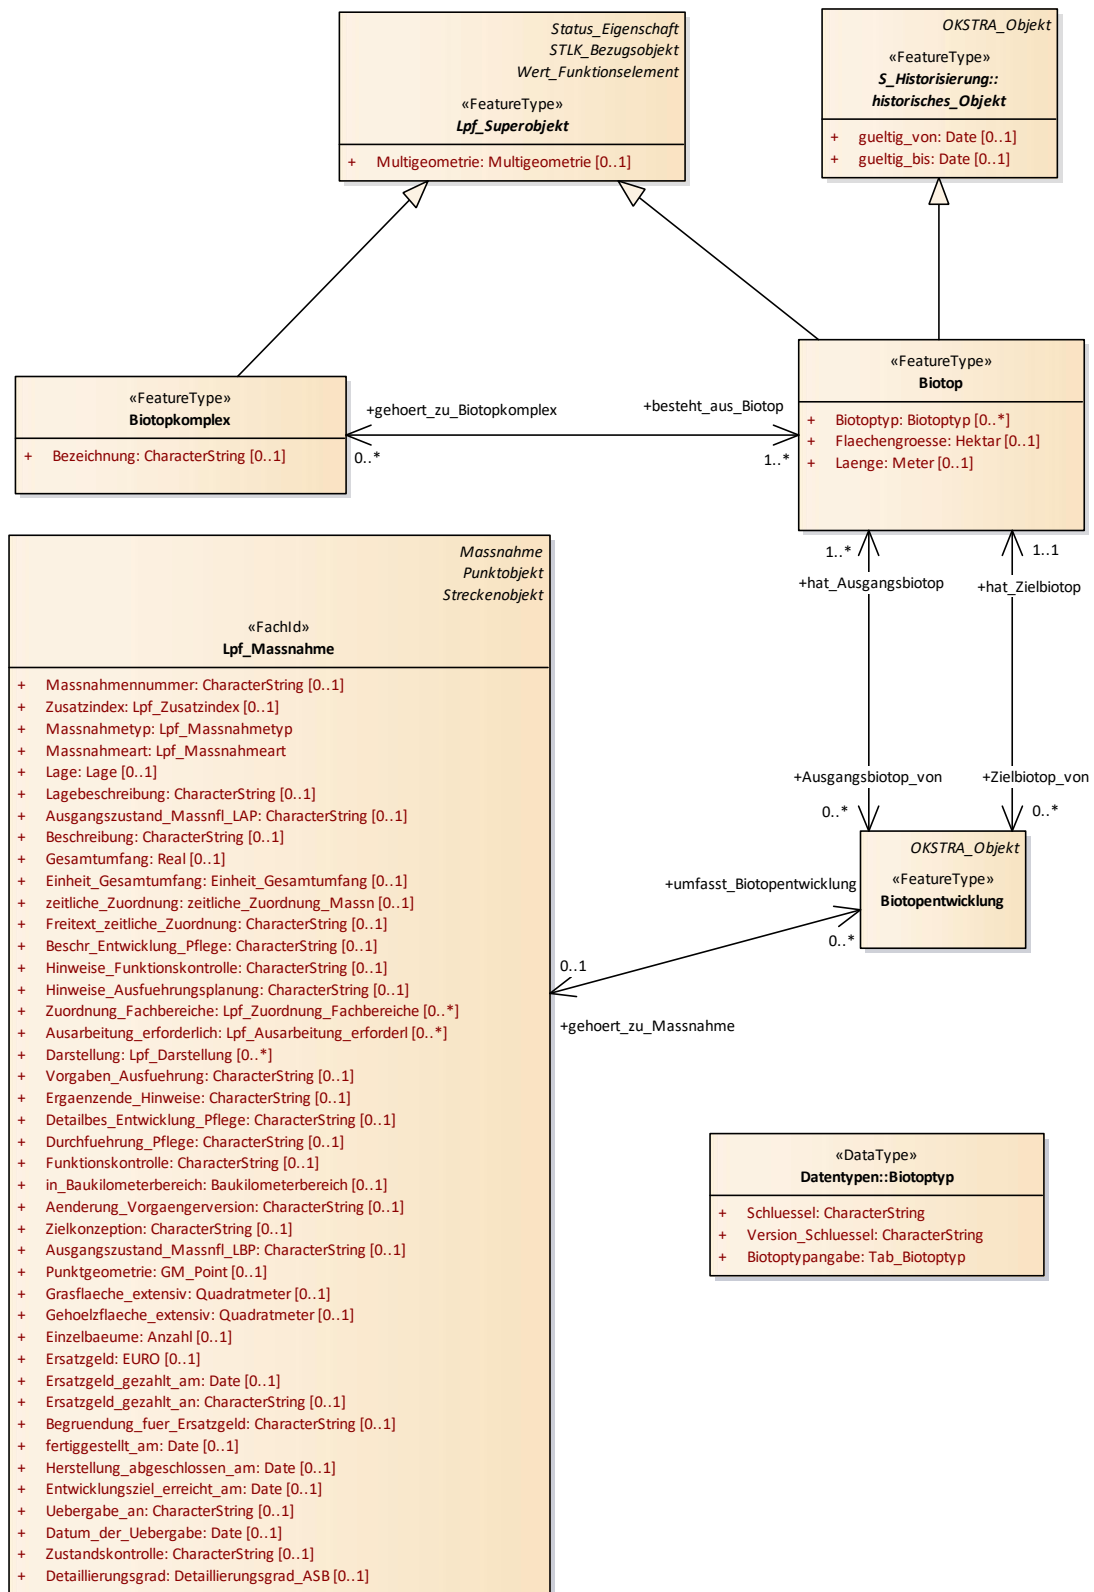 Status_Eigenschaft
STLK_Bezugsobjekt
Wert_Funktionselement
«FeatureType»
Lpf_Superobjekt
+ Multigeometrie: Multigeometrie [0..1]
OKSTRA_Objekt
«FeatureType»
S_Historisierung::
historisches_Objekt
+ gueltig_von: Date [0..1]
+ gueltig_bis: Date [0..1]
«FeatureType»
Biotopkomplex
+ Bezeichnung: CharacterString [0..1]
+gehoert_zu_Biotopkomplex
0..*
+besteht_aus_Biotop
1..*
«FeatureType»
Biotop
+ Biotoptyp: Biotoptyp [0..*]
+ Flaechengroesse: Hektar [0..1]
+ Laenge: Meter [0..1]
1..*
+hat_Ausgangsbiotop
1..1
+hat_Zielbiotop
+Ausgangsbiotop_von
0..*
+Zielbiotop_von
0..*
OKSTRA_Objekt
«FeatureType»
Biotopentwicklung
+umfasst_Biotopentwicklung
0..*
0..1
+gehoert_zu_Massnahme
Massnahme
Punktobjekt
Streckenobjekt
«FachId»
Lpf_Massnahme
+ Massnahmennummer: CharacterString [0..1]
+ Zusatzindex: Lpf_Zusatzindex [0..1]
+ Massnahmetyp: Lpf_Massnahmetyp
+ Massnahmeart: Lpf_Massnahmeart
+ Lage: Lage [0..1]
+ Lagebeschreibung: CharacterString [0..1]
+ Ausgangszustand_Massnfl_LAP: CharacterString [0..1]
+ Beschreibung: CharacterString [0..1]
+ Gesamtumfang: Real [0..1]
+ Einheit_Gesamtumfang: Einheit_Gesamtumfang [0..1]
+ zeitliche_Zuordnung: zeitliche_Zuordnung_Massn [0..1]
+ Freitext_zeitliche_Zuordnung: CharacterString [0..1]
+ Beschr_Entwicklung_Pflege: CharacterString [0..1]
+ Hinweise_Funktionskontrolle: CharacterString [0..1]
+ Hinweise_Ausfuehrungsplanung: CharacterString [0..1]
+ Zuordnung_Fachbereiche: Lpf_Zuordnung_Fachbereiche [0..*]
+ Ausarbeitung_erforderlich: Lpf_Ausarbeitung_erforderl [0..*]
+ Darstellung: Lpf_Darstellung [0..*]
+ Vorgaben_Ausfuehrung: CharacterString [0..1]
+ Ergaenzende_Hinweise: CharacterString [0..1]
+ Detailbes_Entwicklung_Pflege: CharacterString [0..1]
+ Durchfuehrung_Pflege: CharacterString [0..1]
+ Funktionskontrolle: CharacterString [0..1]
+ in_Baukilometerbereich: Baukilometerbereich [0..1]
+ Aenderung_Vorgaengerversion: CharacterString [0..1]
+ Zielkonzeption: CharacterString [0..1]
+ Ausgangszustand_Massnfl_LBP: CharacterString [0..1]
+ Punktgeometrie: GM_Point [0..1]
+ Grasflaeche_extensiv: Quadratmeter [0..1]
+ Gehoelzflaeche_extensiv: Quadratmeter [0..1]
+ Einzelbaeume: Anzahl [0..1]
+ Ersatzgeld: EURO [0..1]
+ Ersatzgeld_gezahlt_am: Date [0..1]
+ Ersatzgeld_gezahlt_an: CharacterString [0..1]
+ Begruendung_fuer_Ersatzgeld: CharacterString [0..1]
+ fertiggestellt_am: Date [0..1]
+ Herstellung_abgeschlossen_am: Date [0..1]
+ Entwicklungsziel_erreicht_am: Date [0..1]
+ Uebergabe_an: CharacterString [0..1]
+ Datum_der_Uebergabe: Date [0..1]
+ Zustandskontrolle: CharacterString [0..1]
+ Detaillierungsgrad: Detaillierungsgrad_ASB [0..1]
«DataType»
Datentypen::Biotoptyp
+ Schluessel: CharacterString
+ Version_Schluessel: CharacterString
+ Biotoptypangabe: Tab_Biotoptyp